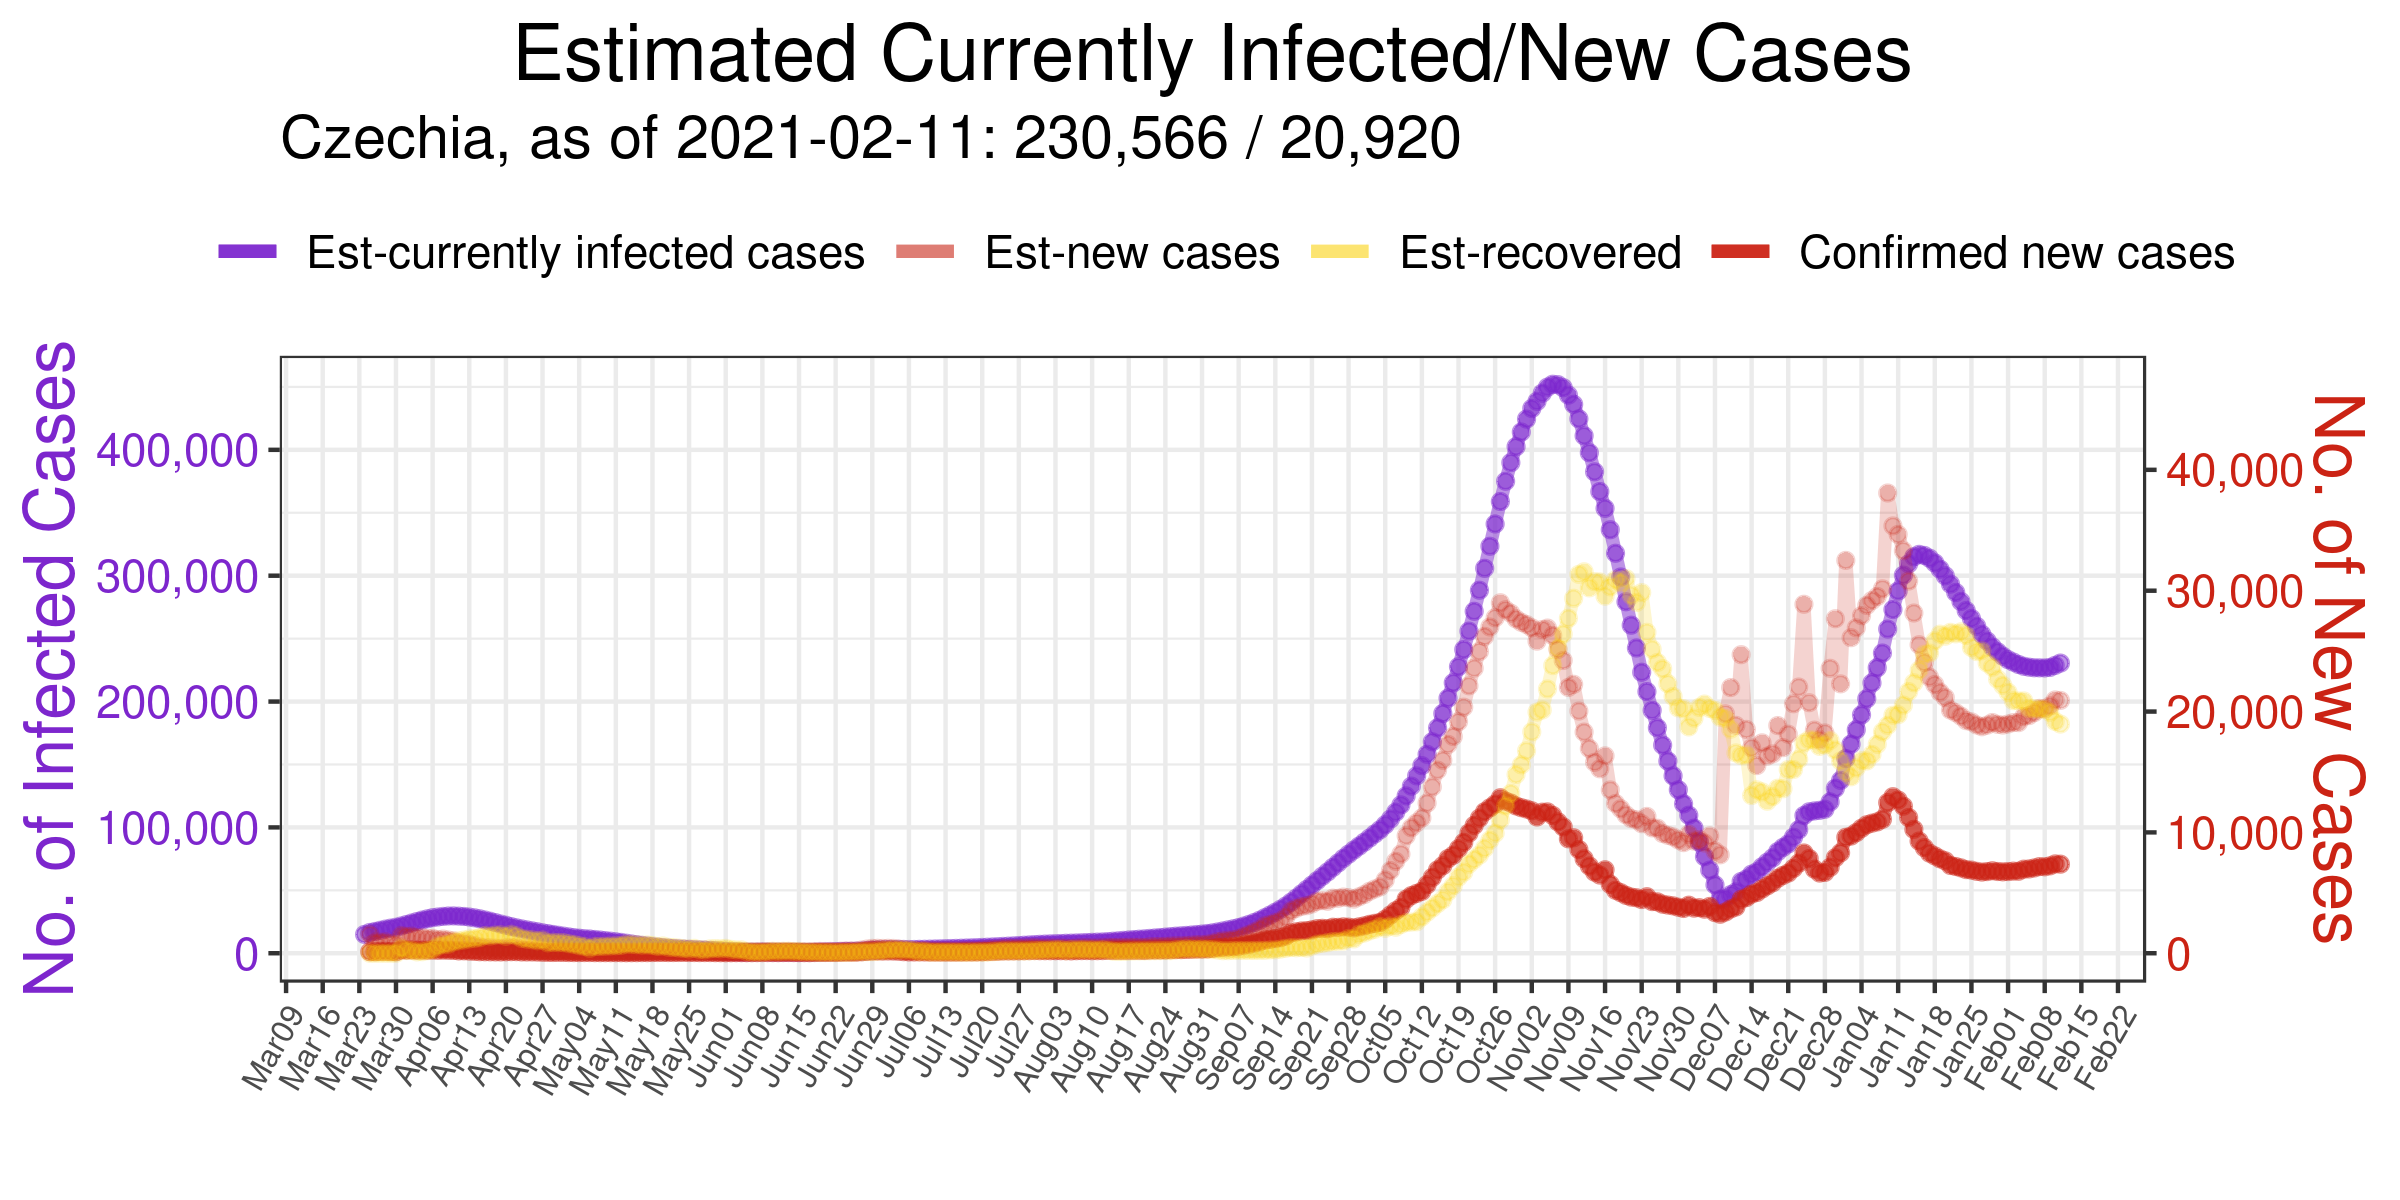 Estimated Currently Infected/New Cases
Czechia, as of 2021-02-11: 230,566 / 20,920
Est-currently infected cases Est-new cases Est-recovered Confirmed new cases
No. of Infected Cases
400,000
300,000
200,000
100,000
0
No. of New Cases
40,000
30,000
20,000
10,000
0
Mar09 Mar16 Mar23 Mar30 Apr06 Apr13 Apr20 Apr27 May04 May11 May18 May25 Jun01 Jun08 Jun15 Jun22 Jun29 Jul06 Jul13 Jul20 Jul27 Aug03 Aug10 Aug17 Aug24 Aug31 Sep07 Sep14 Sep21 Sep28 Oct05 Oct12 Oct19 Oct26 Nov02 Nov09 Nov16 Nov23 Nov30 Dec07 Dec14 Dec21 Dec28 Jan04 Jan11 Jan18 Jan25 Feb01 Feb08 Feb15 Feb22